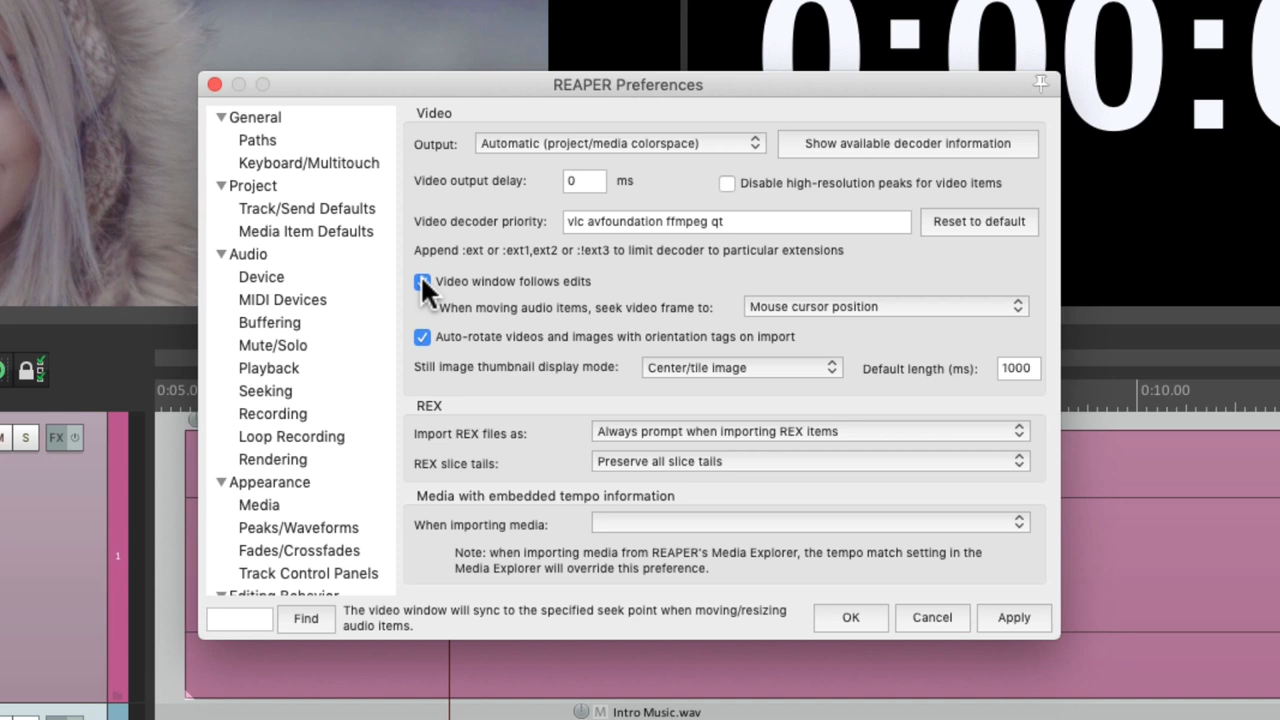 0:00:0
REAPER Preferences
General
Paths
Keyboard/Multitouch
Project
Track/Send Defaults
Media Item Defaults
Audio
Device
MIDI Devices
Buffering
Mute/Solo
Playback
Seeking
Recording
Loop Recording
Rendering
Appearance
Media
Peaks/Waveforms
Fades/Crossfades
Track Control Panels
Editing Behavior
Find
Video
Output: Automatic (project/media colorspace) Show available decoder information
Video output delay: 0 ms Disable high-resolution peaks for video items
Video decoder priority: vlc avfoundation ffmpeg qt Reset to default
Append :ext or :ext1,ext2 or :!ext3 to limit decoder to particular extensions
Video window follows edits
When moving audio items, seek video frame to: Mouse cursor position
Auto-rotate videos and images with orientation tags on import
Still image thumbnail display mode: Center/tile image Default length (ms): 1000
REX
Import REX files as: Always prompt when importing REX items
REX slice tails: Preserve all slice tails
Media with embedded tempo information
When importing media:
Note: when importing media from REAPER's Media Explorer, the tempo match setting in the
Media Explorer will override this preference.
The video window will sync to the specified seek point when moving/resizing
audio items.
OK Cancel Apply
0:05.0
0:10.00
M S FX
1
M Intro Music.wav